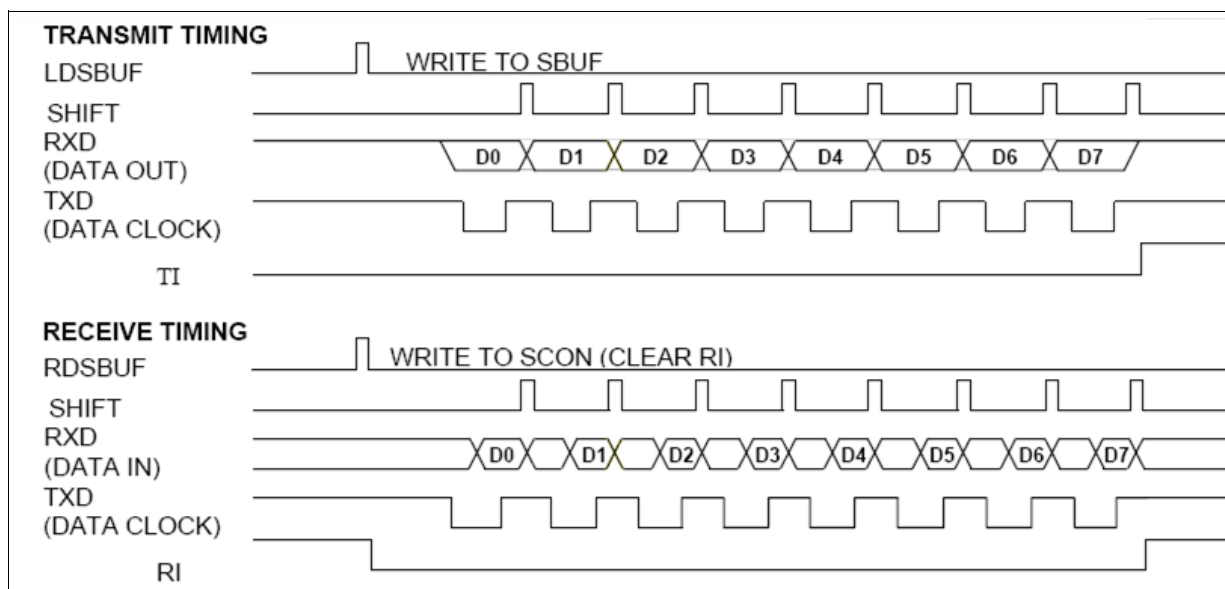 TRANSMIT TIMING
LDSBUF
WRITE TO SBUF
SHIFT
RXD
(DATA OUT)
D0 D1 D2 D3 D4 D5 D6 D7
TXD
(DATA CLOCK)
TI
RECEIVE TIMING
RDSBUF
WRITE TO SCON (CLEAR RI)
SHIFT
RXD
(DATA IN)
D0 D1 D2 D3 D4 D5 D6 D7
TXD
(DATA CLOCK)
RI